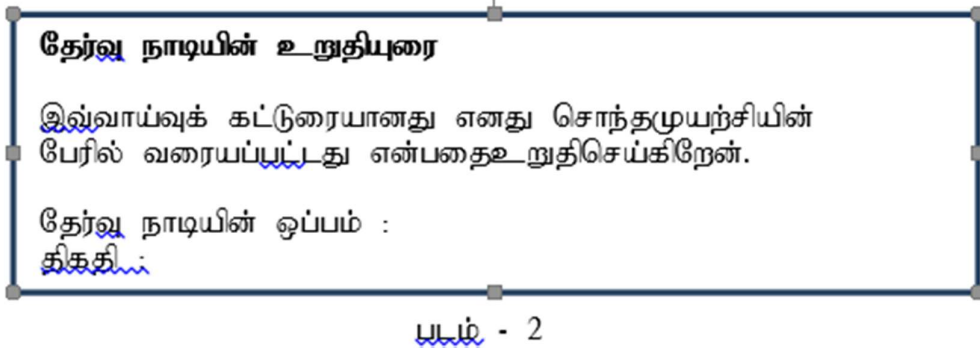 தேர்வு நாடியின் உறுதியுரை
இவ்வாய்வுக் கட்டுரையானது எனது சொந்தமுயற்சியின்
பேரில் வரையப்பட்டது என்பதைஉறுதிசெய்கிறேன்.
தேர்வு நாடியின் ஒப்பம் :
திகதி :
படம் - 2